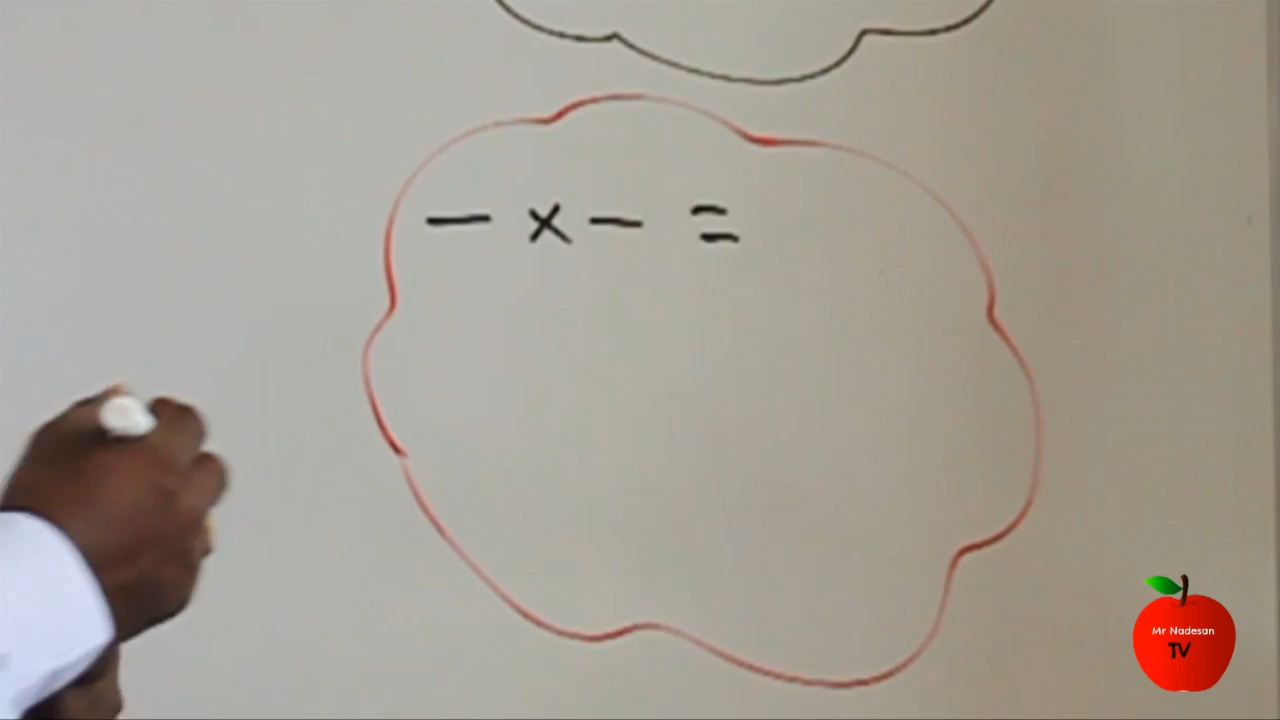 — x — =
Mr Nadesan
TV